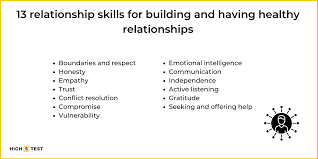 13 relationship skills for building and having healthy
relationships
• Boundaries and respect
• Honesty
• Empathy
• Trust
• Conflict resolution
• Compromise
• Vulnerability
• Emotional intelligence
• Communication
• Independence
• Active listening
• Gratitude
• Seeking and offering help
HIGH 5 TEST